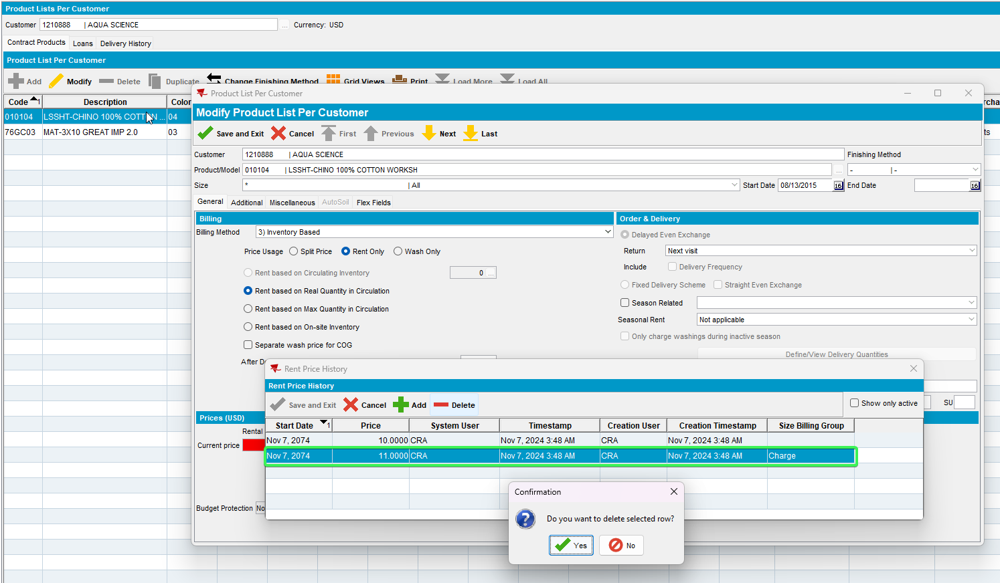 Product Lists Per Customer
Customer 1210888 | AQUA SCIENCE ... Currency: USD
Contract Products Loans Delivery History
Product List Per Customer
Add Modify Delete Duplicate Change Finishing Method Grid Views Print Load More Load All
Code 1 Description Color
010104 LSSHT-CHINO 100% COTTON ... 04
76GC03 MAT-3X10 GREAT IMP 2.0 03
Product List Per Customer
Modify Product List Per Customer
Save and Exit Cancel First Previous Next Last
Customer 1210888 | AQUA SCIENCE Finishing Method
Product/Model 010104 | LSSHT-CHINO 100% COTTON WORKSH ... - | -
Size * | All Start Date 08/13/2015 16 End Date 16
General Additional Miscellaneous AutoSoil Flex Fields
Billing
Billing Method 3) Inventory Based
Price Usage Split Price Rent Only Wash Only
Rent based on Circulating Inventory 0 ...
Rent based on Real Quantity in Circulation
Rent based on Max Quantity in Circulation
Rent based on On-site Inventory
Separate wash price for COG
After D
Order & Delivery
Delayed Even Exchange
Return Next visit
Include Delivery Frequency
Fixed Delivery Scheme Straight Even Exchange
Season Related
Seasonal Rent Not applicable
Only charge washings during inactive season
Define/View Delivery Quantities
SU
Prices (USD)
Rental
Current price
Budget Protection No
Rent Price History
Rent Price History
Save and Exit Cancel Add Delete Show only active
Start Date 1 Price System User Timestamp Creation User Creation Timestamp Size Billing Group
Nov 7, 2074 10.0000 CRA Nov 7, 2024 3:48 AM CRA Nov 7, 2024 3:48 AM
Nov 7, 2074 11.0000 CRA Nov 7, 2024 3:48 AM CRA Nov 7, 2024 3:48 AM Charge
Confirmation
Do you want to delete selected row?
Yes No